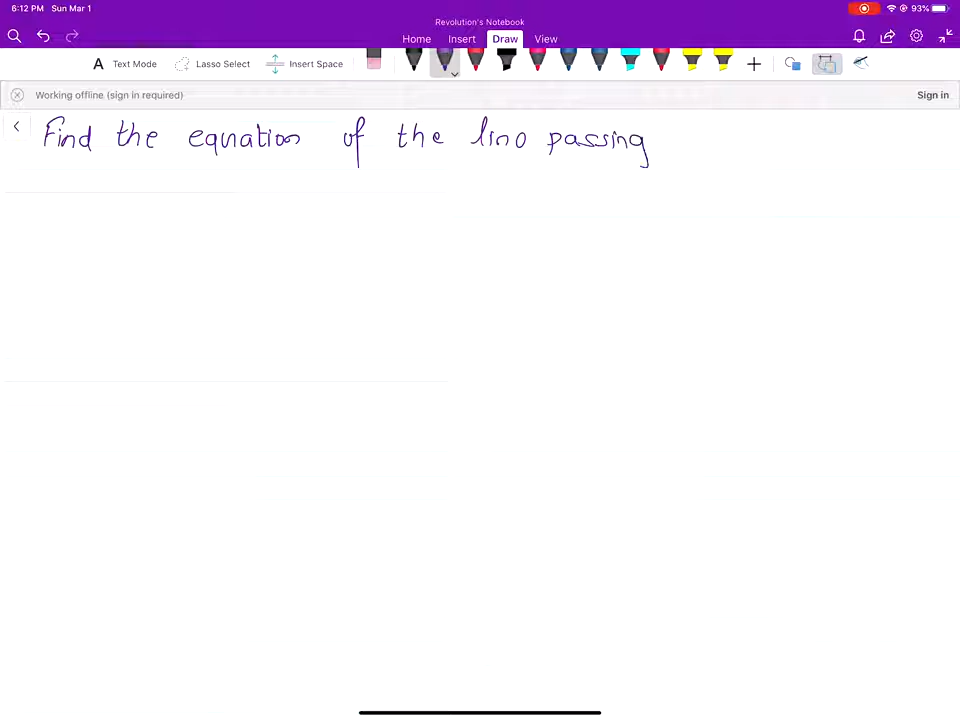 6:12 PM Sun Mar 1 93%
Revolution's Notebook
Home Insert Draw View
A Text Mode Lasso Select Insert Space
Working offline (sign in required) Sign in
Find the equation of the line passing